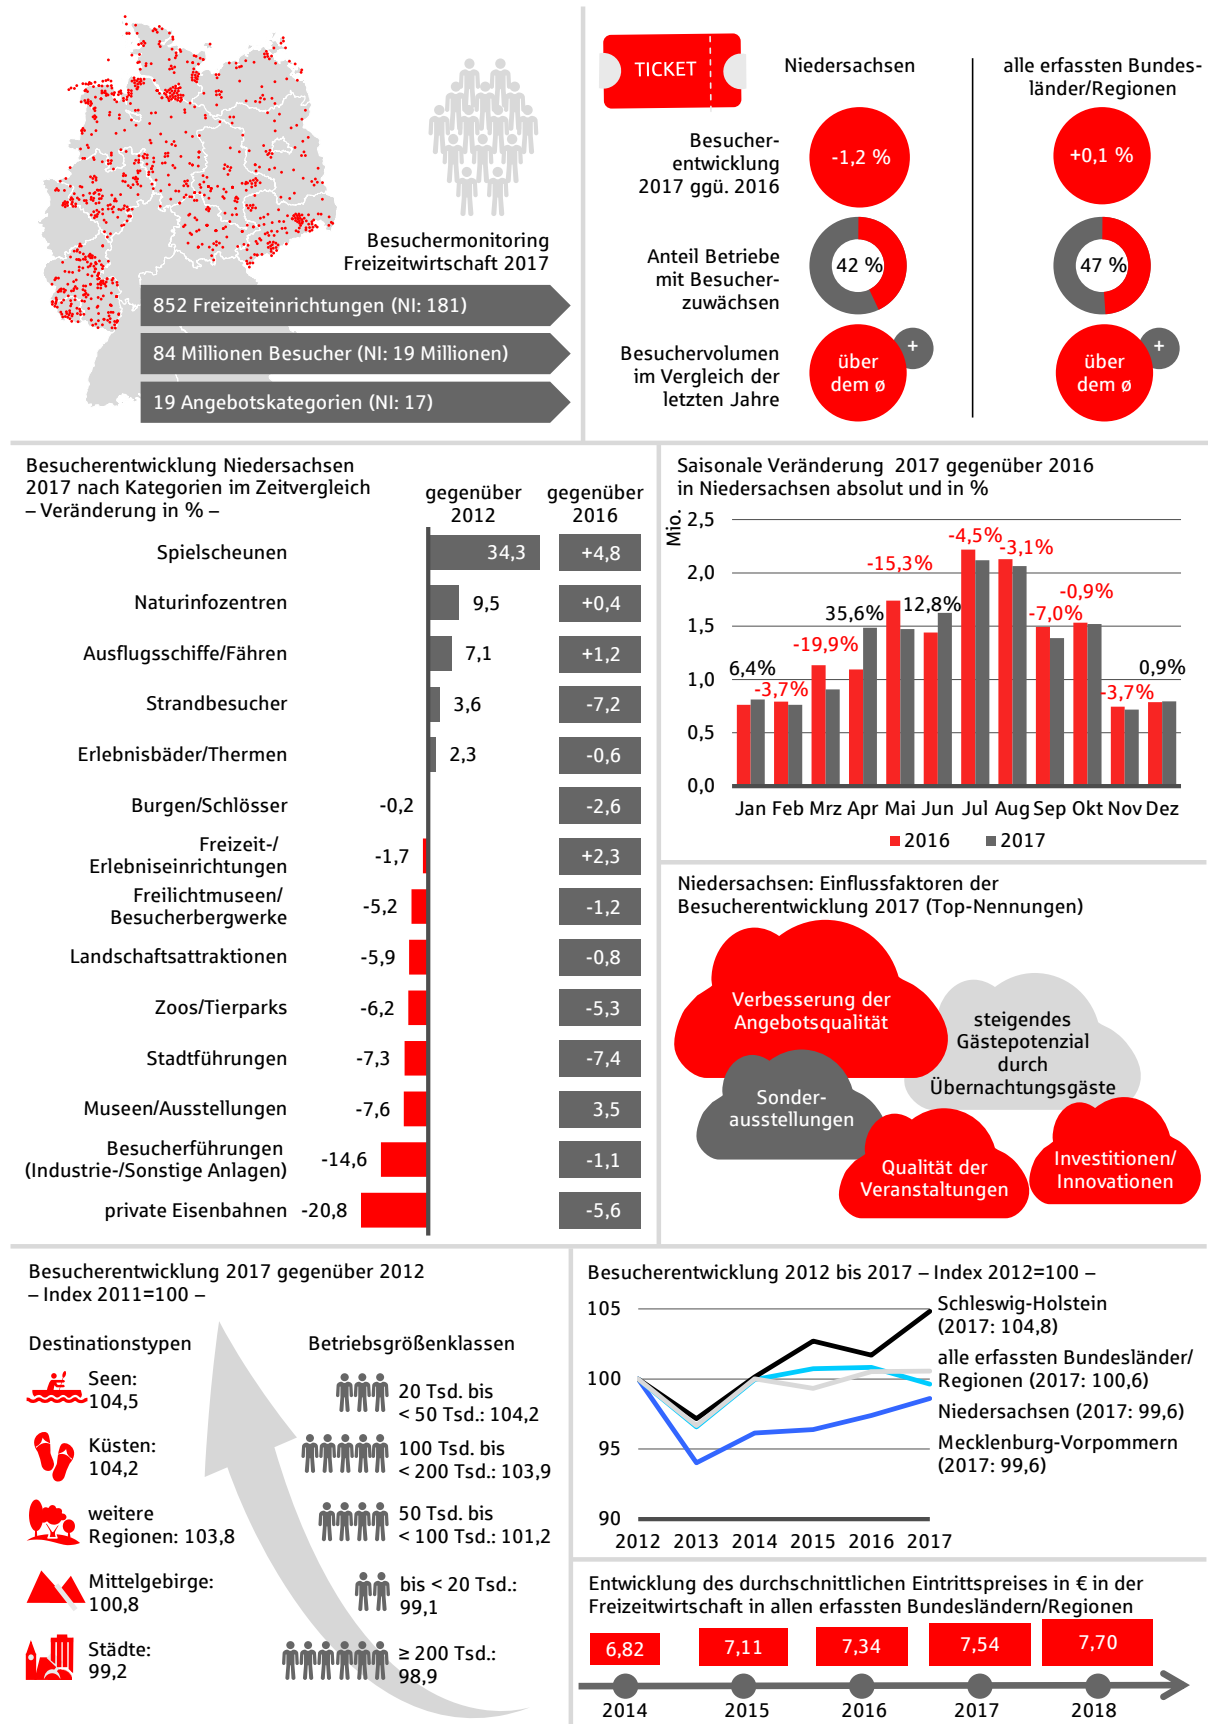 Besuchermonitoring
Freizeitwirtschaft 2017
852 Freizeiteinrichtungen (NI: 181)
84 Millionen Besucher (NI: 19 Millionen)
19 Angebotskategorien (NI: 17)
TICKET
Niedersachsen
alle erfassten Bundes-
länder/Regionen
Besucher-
entwicklung
2017 ggü. 2016
-1,2 %
+0,1 %
Anteil Betriebe
mit Besucher-
zuwächsen
42 %
47 %
Besuchervolumen
im Vergleich der
letzten Jahre
über
dem ø
+
über
dem ø
+
Besucherentwicklung Niedersachsen
2017 nach Kategorien im Zeitvergleich
– Veränderung in % –
gegenüber
2012
gegenüber
2016
Spielscheunen 34,3 +4,8
Naturinfozentren 9,5 +0,4
Ausflugsschiffe/Fähren 7,1 +1,2
Strandbesucher 3,6 -7,2
Erlebnisbäder/Thermen 2,3 -0,6
Burgen/Schlösser -0,2 -2,6
Freizeit-/
Erlebniseinrichtungen -1,7 +2,3
Freilichtmuseen/
Besucherbergwerke -5,2 -1,2
Landschaftsattraktionen -5,9 -0,8
Zoos/Tierparks -6,2 -5,3
Stadtführungen -7,3 -7,4
Museen/Ausstellungen -7,6 3,5
Besucherführungen
(Industrie-/Sonstige Anlagen) -14,6 -1,1
private Eisenbahnen -20,8 -5,6
Saisonale Veränderung 2017 gegenüber 2016
in Niedersachsen absolut und in %
Mio.
2,5
2,0
1,5
1,0
0,5
0,0
6,4%
-3,7%
-19,9%
35,6%
-15,3%
12,8%
-4,5%
-3,1%
-7,0%
-0,9%
-3,7%
0,9%
Jan Feb Mrz Apr Mai Jun Jul Aug Sep Okt Nov Dez
2016 2017
Niedersachsen: Einflussfaktoren der
Besucherentwicklung 2017 (Top-Nennungen)
Verbesserung der
Angebotsqualität
steigendes
Gästepotenzial
durch
Übernachtungsgäste
Sonder-
ausstellungen
Qualität der
Veranstaltungen
Investitionen/
Innovationen
Besucherentwicklung 2017 gegenüber 2012
– Index 2011=100 –
Destinationstypen
Seen:
104,5
Küsten:
104,2
weitere
Regionen: 103,8
Mittelgebirge:
100,8
Städte:
99,2
Betriebsgrößenklassen
20 Tsd. bis
< 50 Tsd.: 104,2
100 Tsd. bis
< 200 Tsd.: 103,9
50 Tsd. bis
< 100 Tsd.: 101,2
bis < 20 Tsd.:
99,1
≥ 200 Tsd.:
98,9
Besucherentwicklung 2012 bis 2017 – Index 2012=100 –
105
100
95
90
2012 2013 2014 2015 2016 2017
Schleswig-Holstein
(2017: 104,8)
alle erfassten Bundesländer/
Regionen (2017: 100,6)
Niedersachsen (2017: 99,6)
Mecklenburg-Vorpommern
(2017: 99,6)
Entwicklung des durchschnittlichen Eintrittspreises in € in der
Freizeitwirtschaft in allen erfassten Bundesländern/Regionen
6,82 7,11 7,34 7,54 7,70
2014 2015 2016 2017 2018